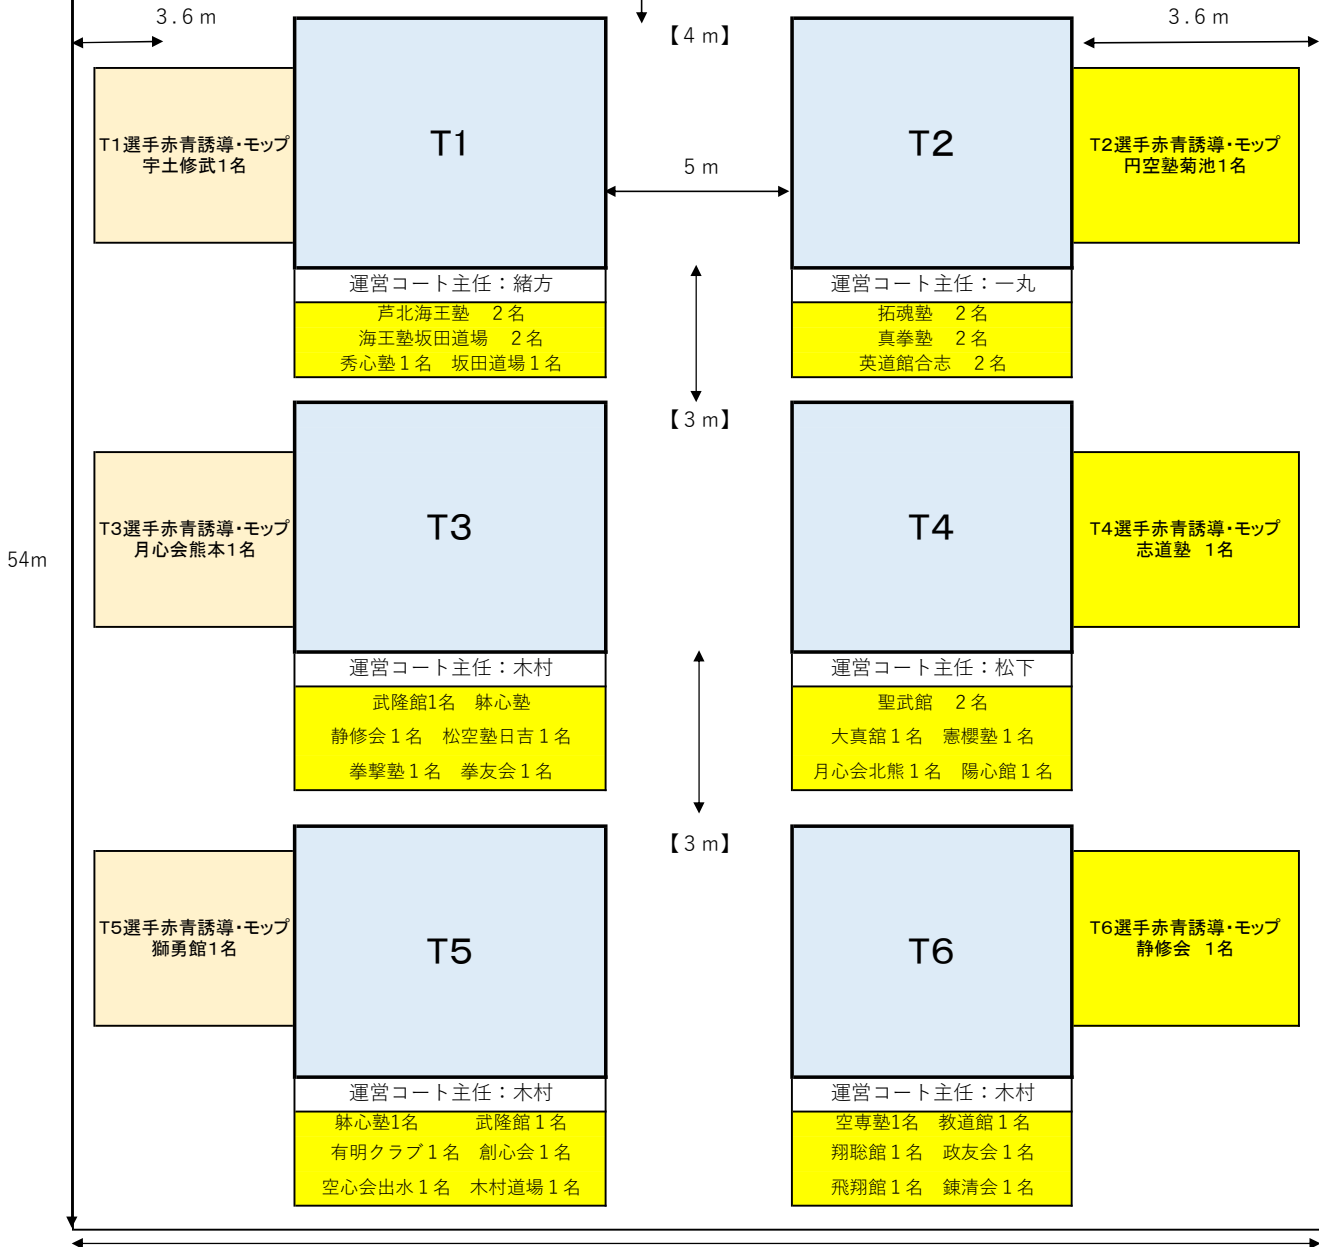 3.6ｍ
【4ｍ】
3.6ｍ
T1選手赤青誘導・モップ
宇土修武1名
T1
5ｍ
T2
T2選手赤青誘導・モップ
円空塾菊池1名
運営コート主任：緒方
芦北海王塾　２名
海王塾坂田道場　２名
秀心塾１名　坂田道場１名
運営コート主任：一丸
拓魂塾　２名
真拳塾　２名
英道館合志　２名
【3ｍ】
54m
T3選手赤青誘導・モップ
月心会熊本1名
T3
T4
T4選手赤青誘導・モップ
志道塾　1名
運営コート主任：木村
武隆館1名　躰心塾
静修会１名　松空塾日吉１名
拳撃塾１名　拳友会１名
運営コート主任：松下
聖武館　２名
大真舘１名　憲櫻塾１名
月心会北熊１名　陽心館１名
【3ｍ】
T5選手赤青誘導・モップ
獅勇館1名
T5
T6
T6選手赤青誘導・モップ
静修会　1名
運営コート主任：木村
躰心塾1名　　　武隆館１名
有明クラブ１名　創心会１名
空心会出水１名　木村道場１名
運営コート主任：木村
空専塾1名　教道館１名
翔聡館１名　政友会１名
飛翔館１名　錬清会１名